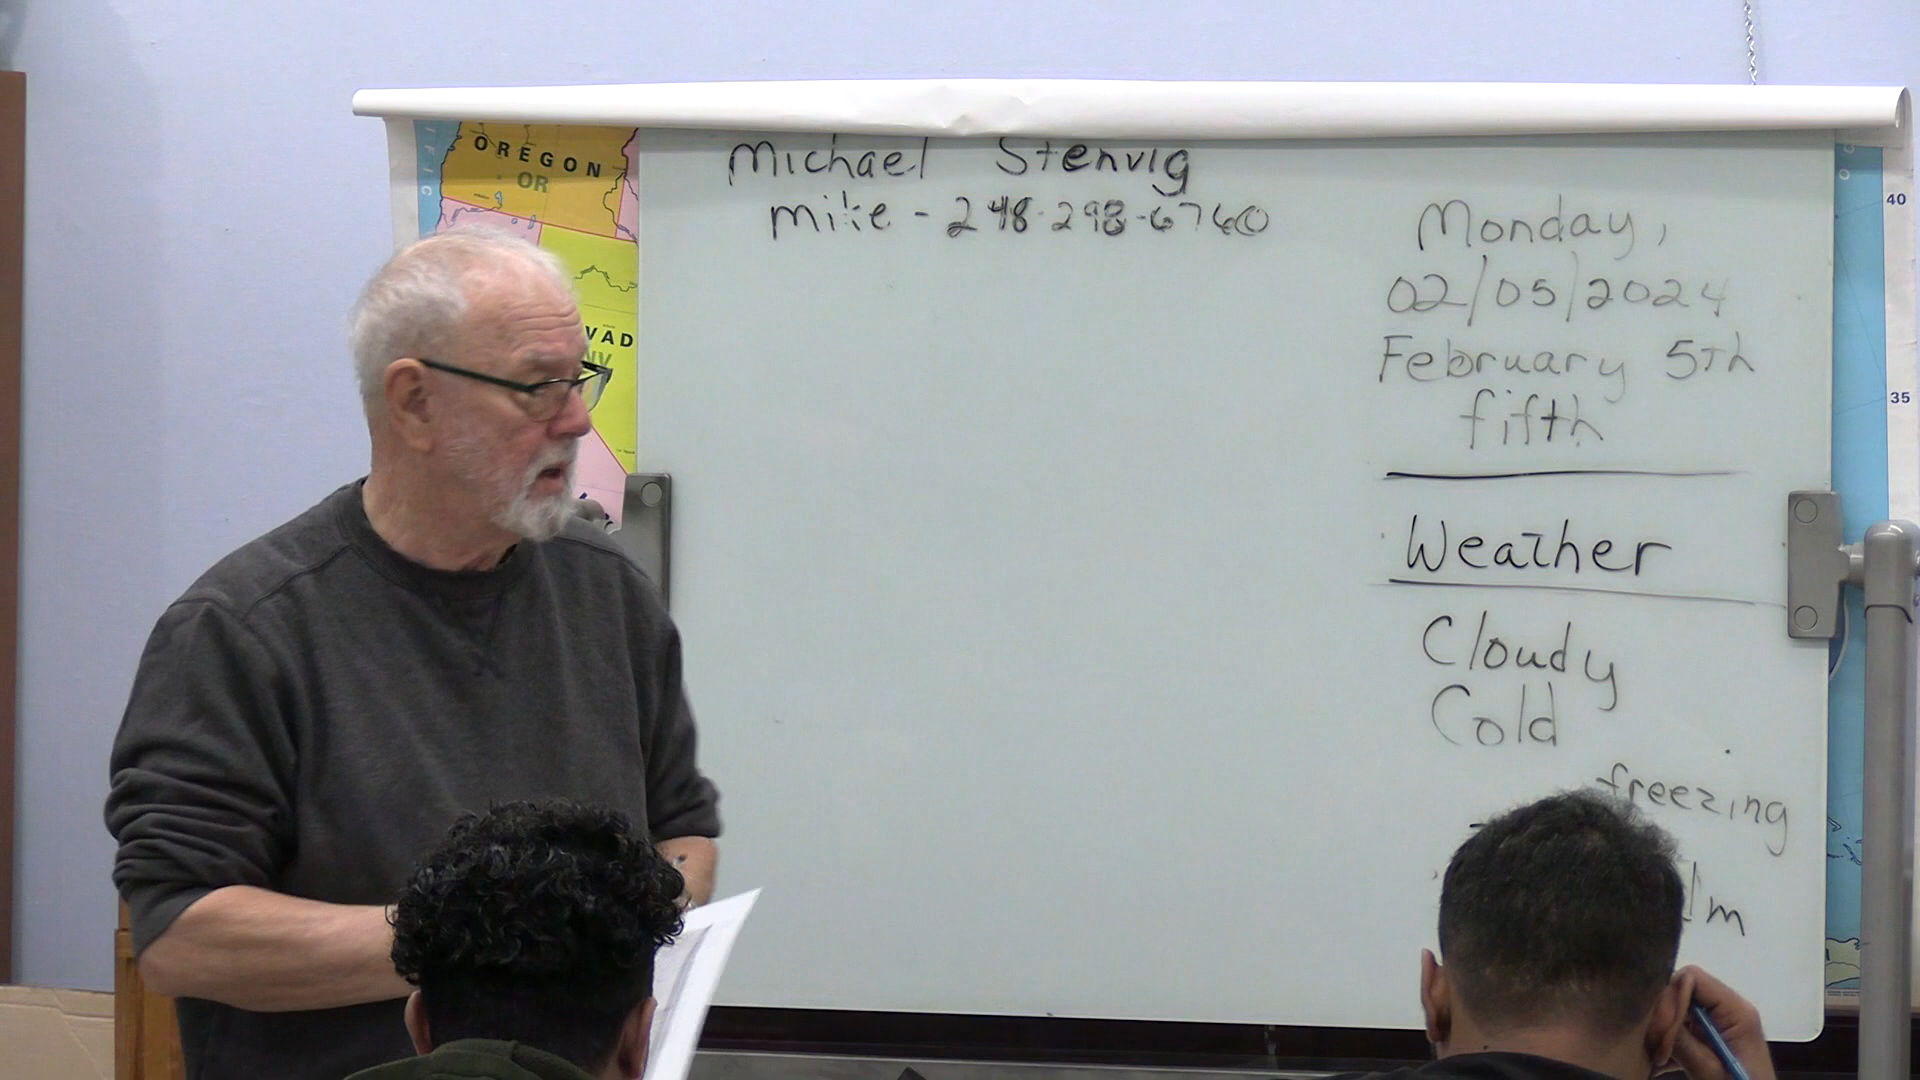 Michael Stenvig
mike - 248-298-6760
Monday,
02/05/2024
February 5th
fifth
Weather
Cloudy
Cold
freezing
OREGON
OR
VAD
NV
40
35